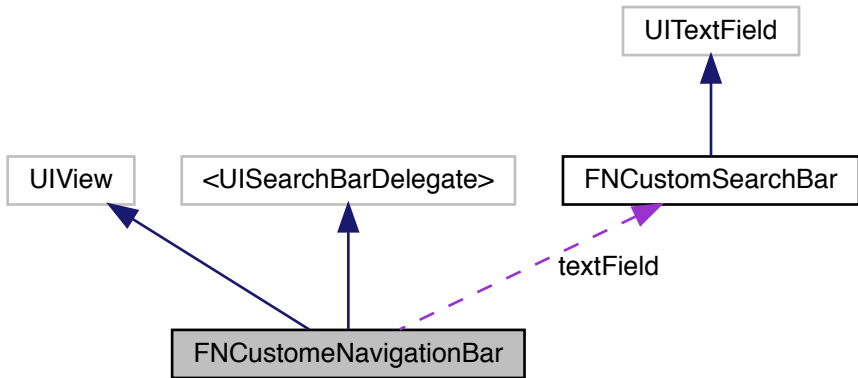 UITextField
UIView
<UISearchBarDelegate>
FNCustomSearchBar
textField
FNCustomeNavigationBar